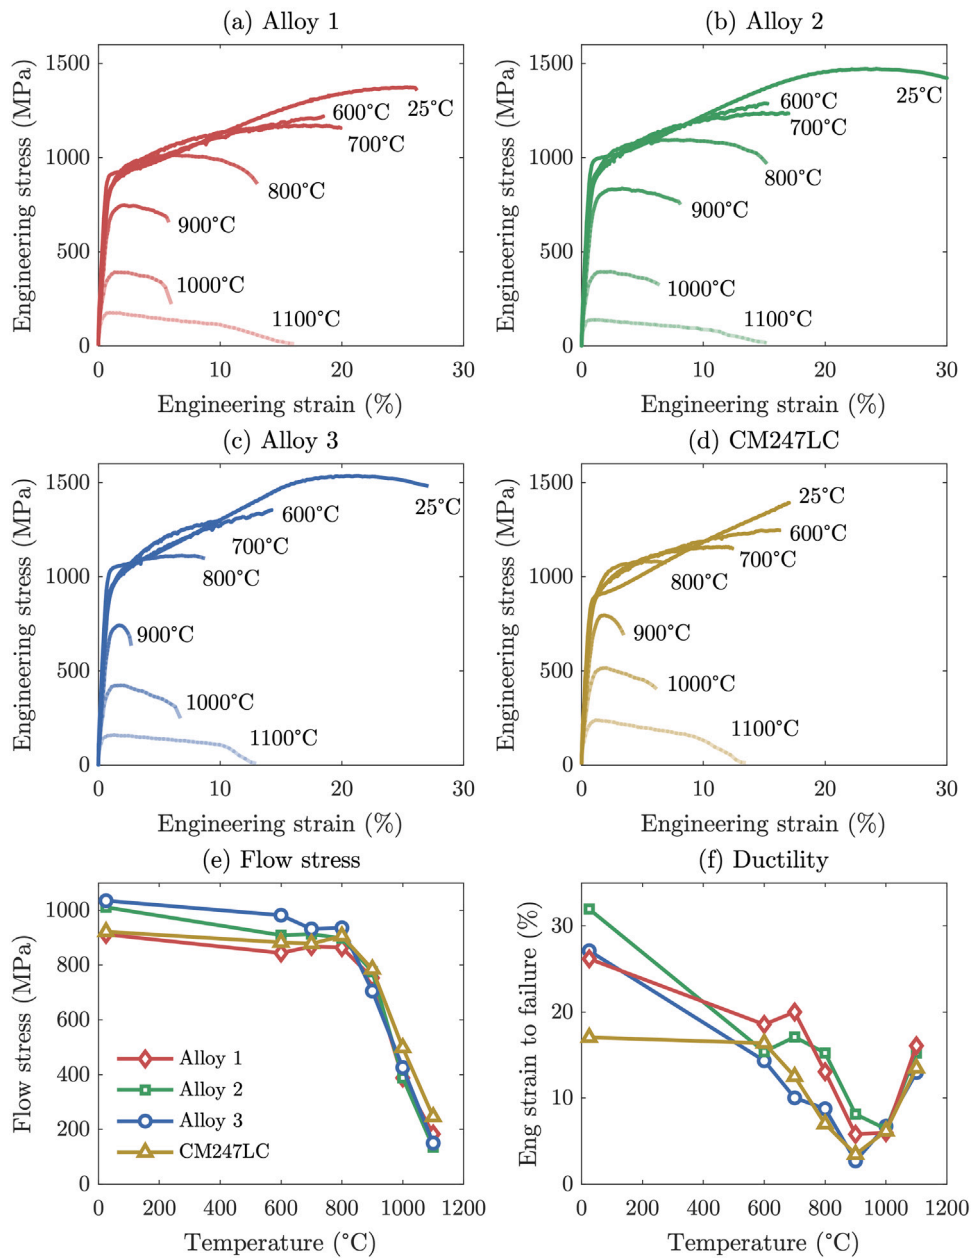 (a) Alloy 1
(b) Alloy 2
Engineering stress (MPa)
1500
1000
500
0
25°C
600°C
700°C
800°C
900°C
1000°C
1100°C
0 10 20 30
Engineering strain (%)
Engineering stress (MPa)
1500
1000
500
0
600°C
25°C
700°C
800°C
900°C
1000°C
1100°C
0 10 20 30
Engineering strain (%)
(c) Alloy 3
(d) CM247LC
Engineering stress (MPa)
1500
1000
500
0
600°C
25°C
700°C
800°C
900°C
1000°C
1100°C
0 10 20 30
Engineering strain (%)
Engineering stress (MPa)
1500
1000
500
0
25°C
600°C
700°C
800°C
900°C
1000°C
1100°C
0 10 20 30
Engineering strain (%)
(e) Flow stress
(f) Ductility
Flow stress (MPa)
1000
800
600
400
200
0
Alloy 1
Alloy 2
Alloy 3
CM247LC
0 200 400 600 800 1000 1200
Temperature (°C)
Eng strain to failure (%)
30
20
10
0
0 200 400 600 800 1000 1200
Temperature (°C)